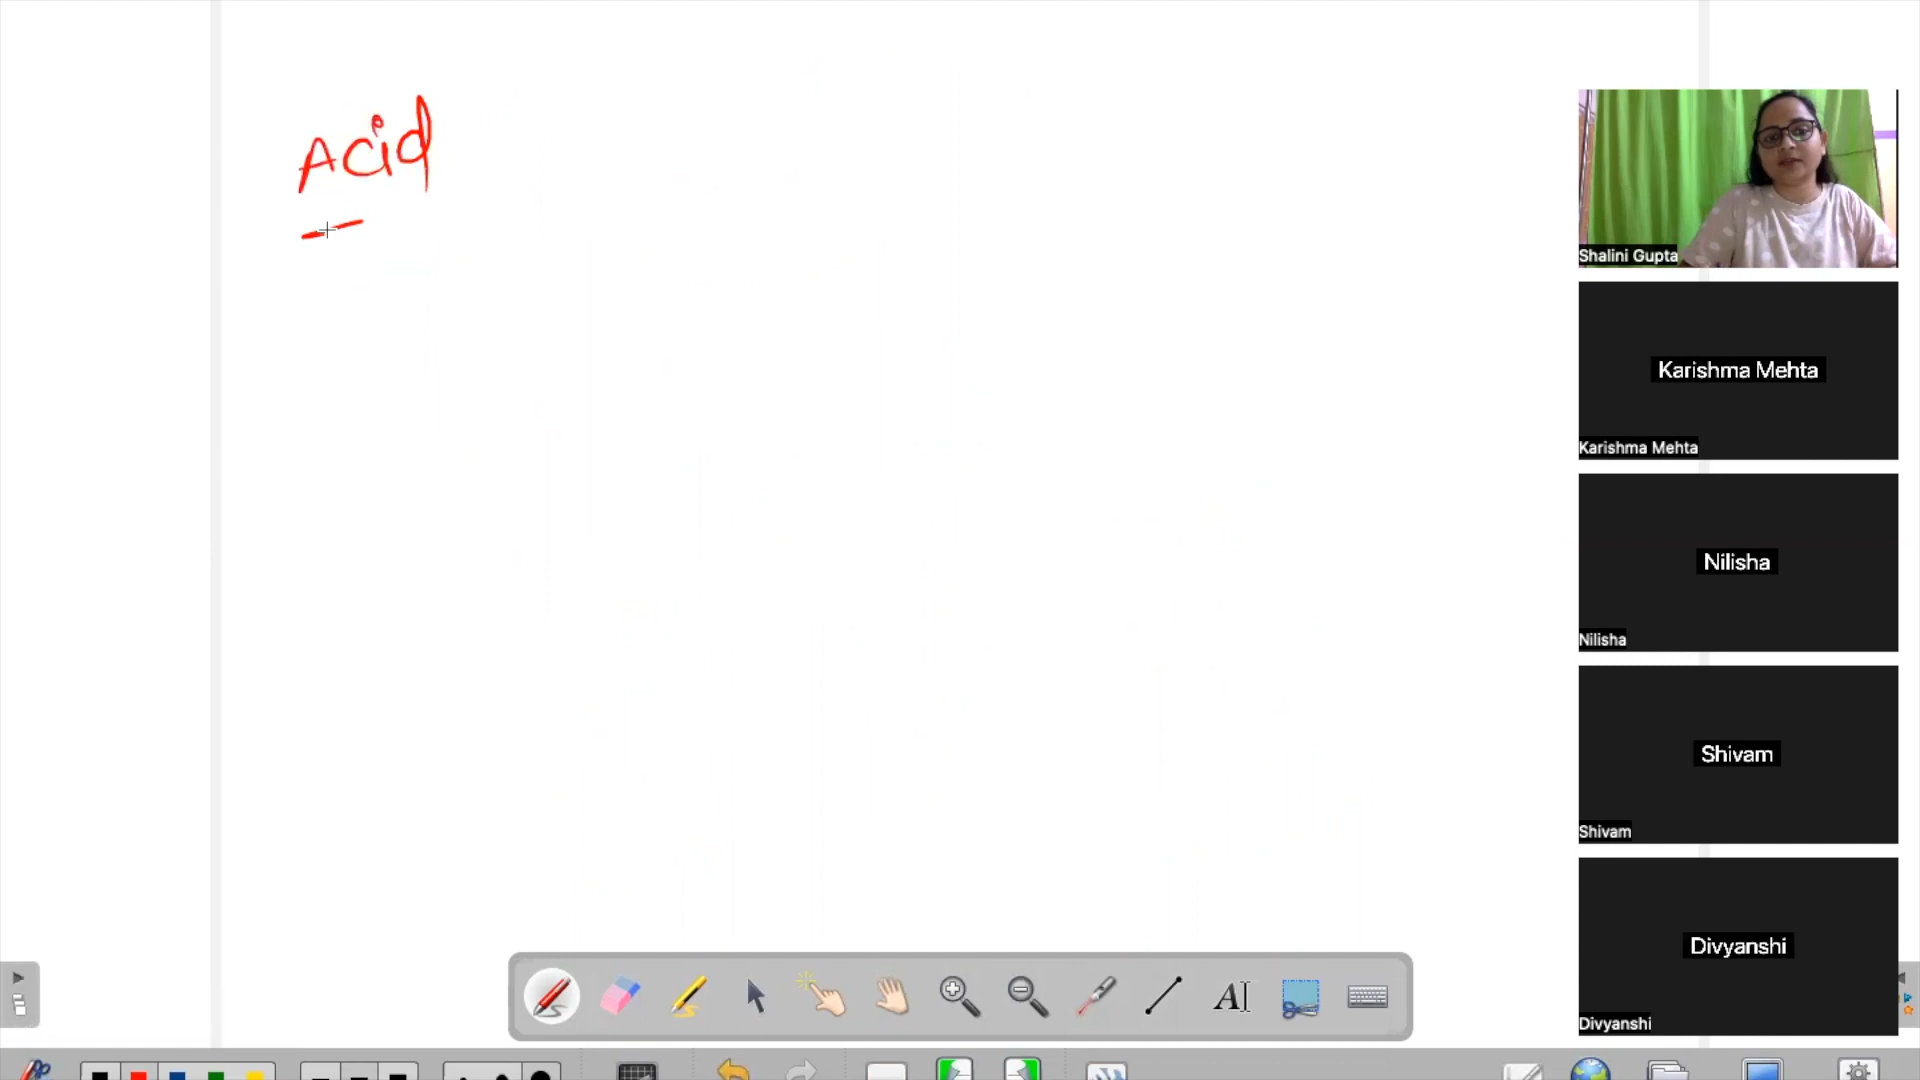 Acid
Shalini Gupta
Karishma Mehta
Karishma Mehta
Nilisha
Nilisha
Shivam
Shivam
Divyanshi
Divyanshi
A